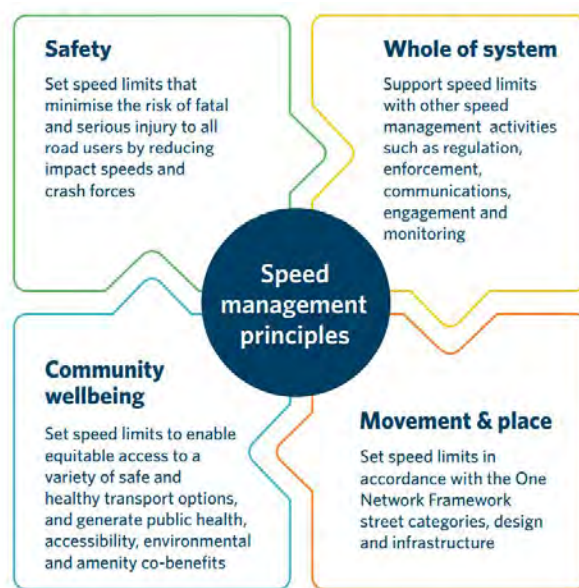 Safety
Set speed limits that
minimise the risk of fatal
and serious injury to all
road users by reducing
impact speeds and
crash forces
Whole of system
Support speed limits
with other speed
management activities
such as regulation,
enforcement,
communications,
engagement and
monitoring
Speed
management
principles
Community
wellbeing
Set speed limits to enable
equitable access to a
variety of safe and
healthy transport options,
and generate public health,
accessibility, environmental
and amenity co-benefits
Movement & place
Set speed limits in
accordance with the One
Network Framework
street categories, design
and infrastructure